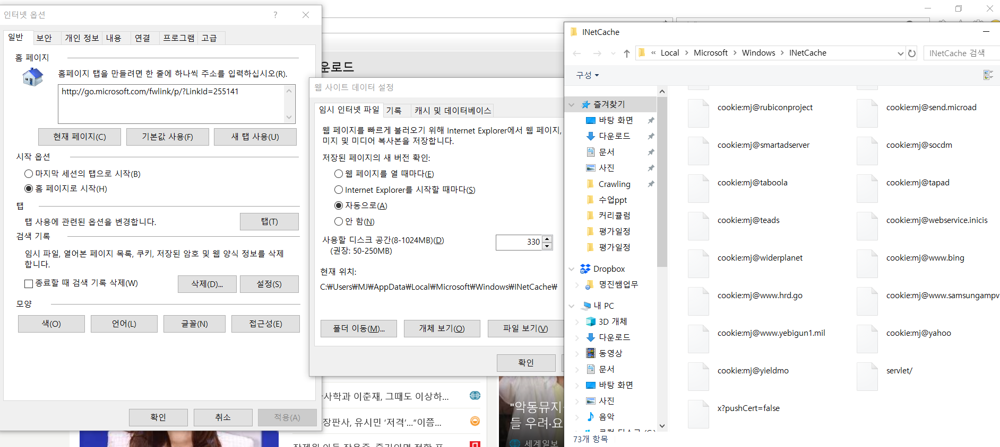 인터넷 옵션
일반
보안
개인 정보
내용
연결
프로그램
고급
홈 페이지
홈페이지 탭을 만들려면 한 줄에 하나씩 주소를 입력하십시오(R).
http://go.microsoft.com/fwlink/p/?LinkId=255141
현재 페이지(C)
기본값 사용(F)
새 탭 사용(U)
시작 옵션
마지막 세션의 탭으로 시작(B)
홈 페이지로 시작(H)
탭
탭 사용에 관련된 옵션을 변경합니다.
탭(T)
검색 기록
임시 파일, 열어본 페이지 목록, 쿠키, 저장된 암호 및 웹 양식 정보를 삭제
합니다.
종료할 때 검색 기록 삭제(W)
삭제(D)...
설정(S)
모양
색(O)
언어(L)
글꼴(N)
접근성(E)
확인
취소
적용(A)
운로드
웹 사이트 데이터 설정
임시 인터넷 파일
기록
캐시 및 데이터베이스
웹 페이지를 빠르게 불러오기 위해 Internet Explorer에서 웹 페이지,
미지 및 미디어 복사본을 저장합니다.
저장된 페이지의 새 버전 확인:
웹 페이지를 열 때마다(E)
Internet Explorer를 시작할 때마다(S)
자동으로(A)
안 함(N)
사용할 디스크 공간(8-1024MB)(D)
330
(권장: 50-250MB)
현재 위치:
C:₩Users₩MJ₩AppData₩Local₩Microsoft₩Windows₩INetCache₩
폴더 이동(M)...
개체 보기(O)
파일 보기(V)
확인
사학과 이춘재, 그때도 이상하...
장판사, 유시민 ‘저격’...“이쯤...
"악동뮤지
들 우려·요
세계일보
INetCache
« Local > Microsoft > Windows > INetCache
INetCache 검색
구성
즐겨찾기
바탕 화면
다운로드
문서
사진
Crawling
수업ppt
커리큘럼
평가일정
평가일정
Dropbox
명진쌤업무
내 PC
3D 개체
다운로드
동영상
문서
바탕 화면
사진
음악
73개 항목
cookie:mj@rubiconproject
cookie:mj@send.microad
cookie:mj@smartadserver
cookie:mj@socdm
cookie:mj@taboola
cookie:mj@tapad
cookie:mj@teads
cookie:mj@webservice.inicis
cookie:mj@widerplanet
cookie:mj@www.bing
cookie:mj@www.hrd.go
cookie:mj@www.samsungampv
cookie:mj@www.yebigun1.mil
cookie:mj@yahoo
cookie:mj@yieldmo
servlet/
x?pushCert=false